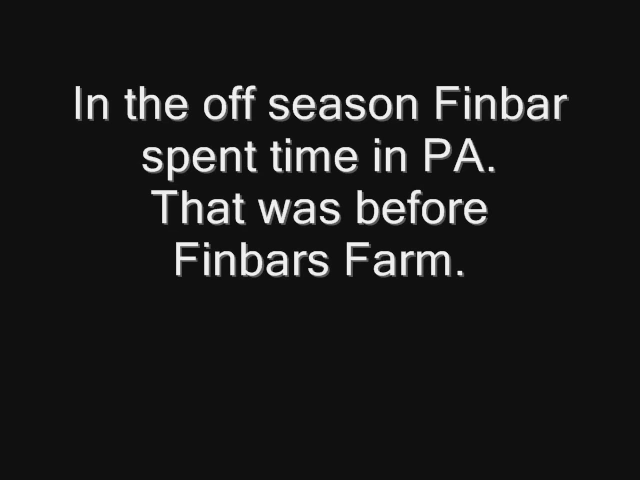 In the off season Finbar
spent time in PA.
That was before
Finbars Farm.